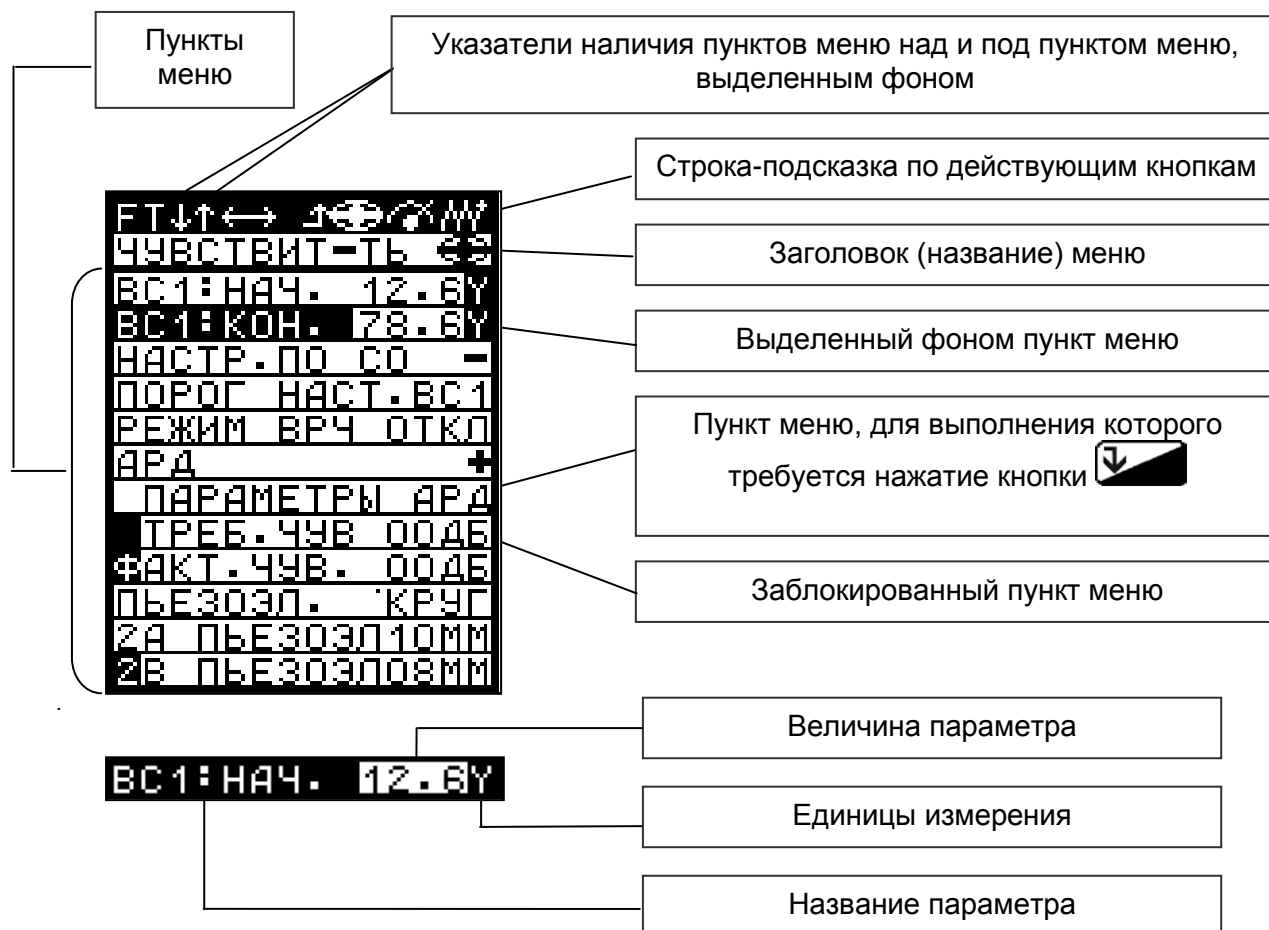 Пункты
меню
Указатели наличия пунктов меню над и под пунктом меню,
выделенным фоном
Строка-подсказка по действующим кнопкам
Заголовок (название) меню
Выделенный фоном пункт меню
Пункт меню, для выполнения которого
требуется нажатие кнопки
Заблокированный пункт меню
FT↓↑↔
ЧУВСТВИТ-ТЬ
ВС1:НАЧ. 12.6Y
ВС1:КОН. 78.6Y
НАСТР.ПО СО -
ПОРОГ НАСТ.ВС1
РЕЖИМ ВРЧ ОТКЛ
АРД +
ПАРАМЕТРЫ АРД
ТРЕБ.ЧУВ 00ДБ
ФАКТ.ЧУВ. 00ДБ
ПЬЕЗОЭЛ. КРУГ
2А ПЬЕЗОЭЛ10ММ
2В ПЬЕЗОЭЛ08ММ
Величина параметра
ВС1:НАЧ. 12.6Y
Единицы измерения
Название параметра